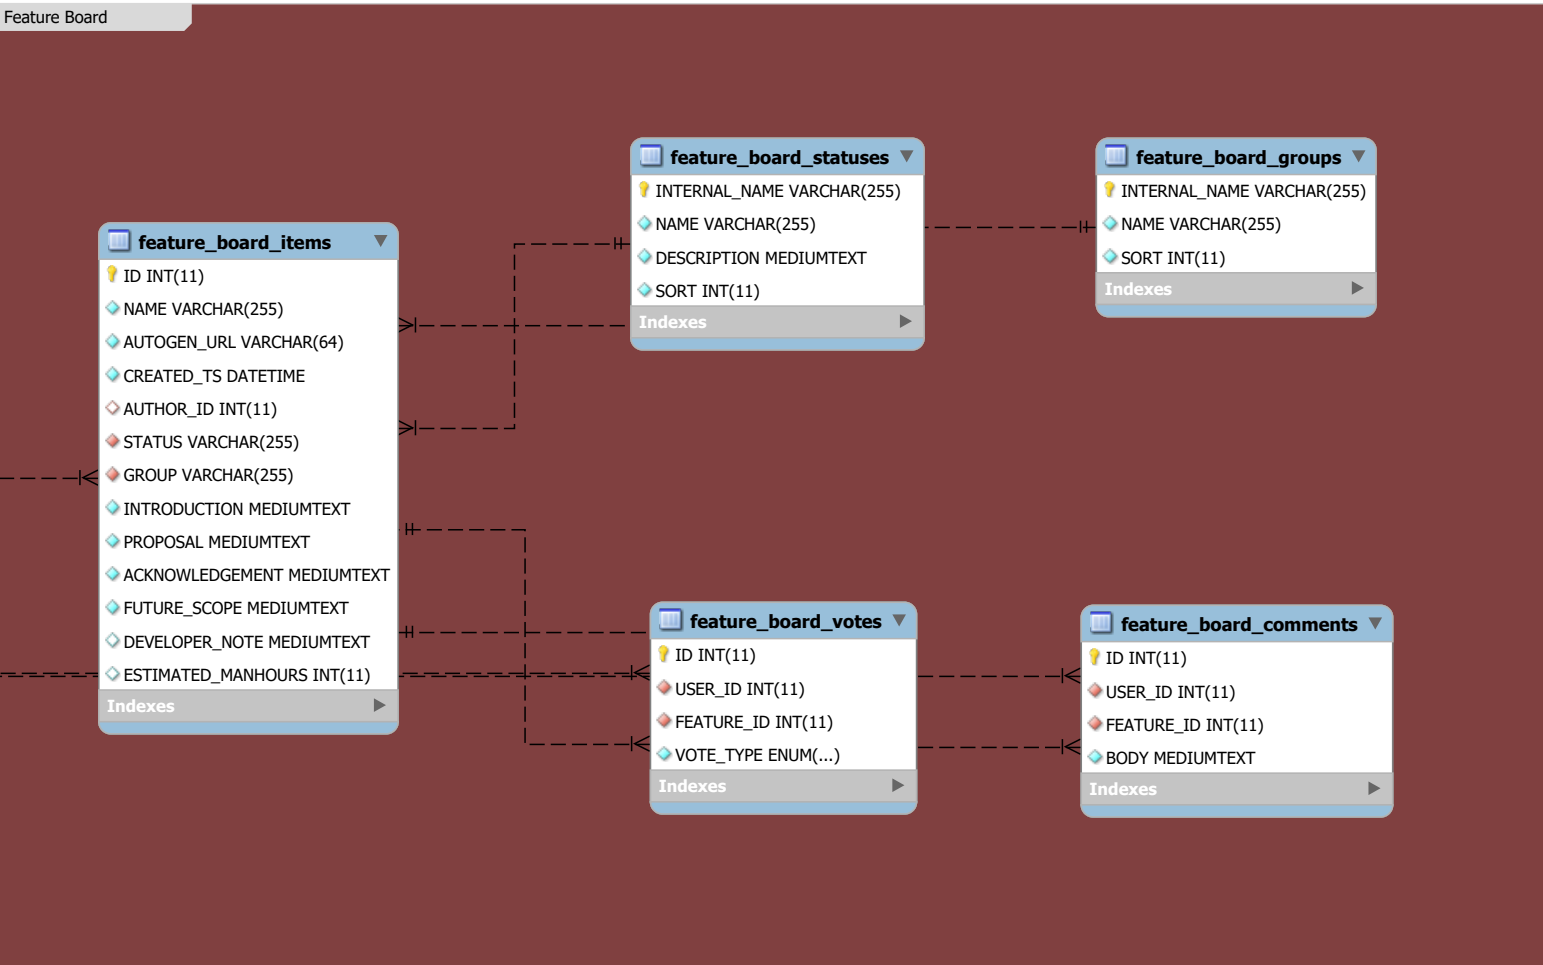 Feature Board
feature_board_items
ID INT(11)
NAME VARCHAR(255)
AUTOGEN_URL VARCHAR(64)
CREATED_TS DATETIME
AUTHOR_ID INT(11)
STATUS VARCHAR(255)
GROUP VARCHAR(255)
INTRODUCTION MEDIUMTEXT
PROPOSAL MEDIUMTEXT
ACKNOWLEDGEMENT MEDIUMTEXT
FUTURE_SCOPE MEDIUMTEXT
DEVELOPER_NOTE MEDIUMTEXT
ESTIMATED_MANHOURS INT(11)
Indexes
feature_board_statuses
INTERNAL_NAME VARCHAR(255)
NAME VARCHAR(255)
DESCRIPTION MEDIUMTEXT
SORT INT(11)
Indexes
feature_board_groups
INTERNAL_NAME VARCHAR(255)
NAME VARCHAR(255)
SORT INT(11)
Indexes
feature_board_votes
ID INT(11)
USER_ID INT(11)
FEATURE_ID INT(11)
VOTE_TYPE ENUM(...)
Indexes
feature_board_comments
ID INT(11)
USER_ID INT(11)
FEATURE_ID INT(11)
BODY MEDIUMTEXT
Indexes